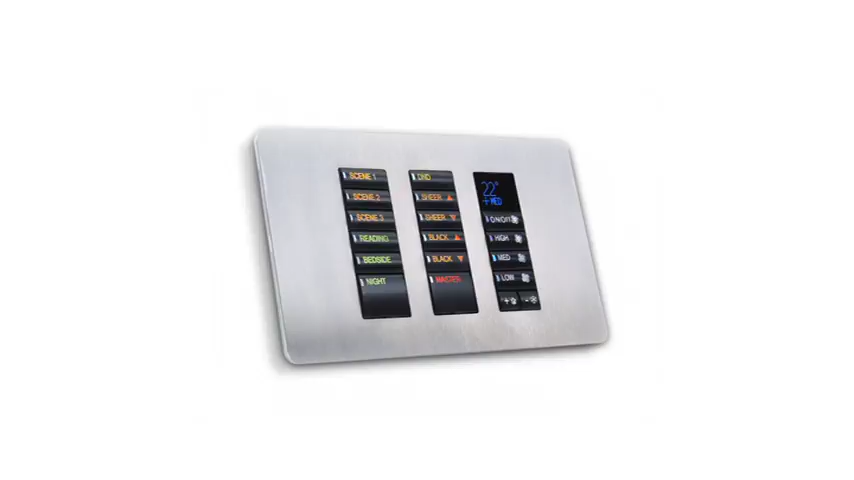 SCENE 1
SCENE 2
SCENE 3
READING
BEDSIDE
NIGHT
DND
SHEER ▲
SHEER ▼
BLACK ▲
BLACK ▼
MASTER
22°
MED
ON/OFF
HIGH
MED
LOW
+
-